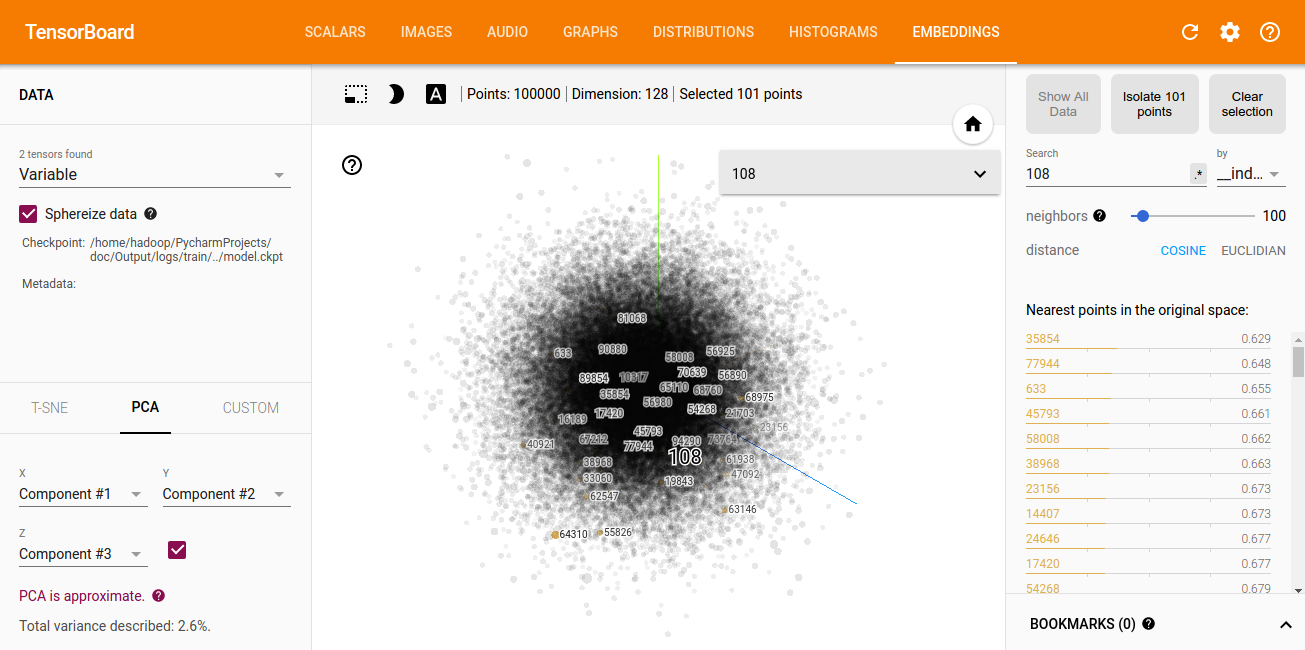 TensorBoard
SCALARS
IMAGES
AUDIO
GRAPHS
DISTRIBUTIONS
HISTOGRAMS
EMBEDDINGS
DATA
2 tensors found
Variable
Sphereize data
Checkpoint: /home/hadoop/PycharmProjects/
doc/Output/logs/train/../model.ckpt
Metadata:
T-SNE
PCA
CUSTOM
X
Component #1
Y
Component #2
Z
Component #3
PCA is approximate.
Total variance described: 2.6%.
A
Points: 100000 | Dimension: 128 | Selected 101 points
108
81068
633
90880
58008
56925
89854
10317
70639
56890
65110
68760
35854
56980
68975
54268
21703
16189
17420
23156
45793
67212
77944
94290
73764
40921
108
38968
61938
33060
19843
47092
62547
63146
64310
55826
Show All
Data
Isolate 101
points
Clear
selection
Search
108
.*
by
__ind...
neighbors
100
distance
COSINE
EUCLIDIAN
Nearest points in the original space:
35854 0.629
77944 0.648
633 0.655
45793 0.661
58008 0.662
38968 0.663
23156 0.673
14407 0.673
24646 0.677
17420 0.677
54268 0.679
BOOKMARKS (0)